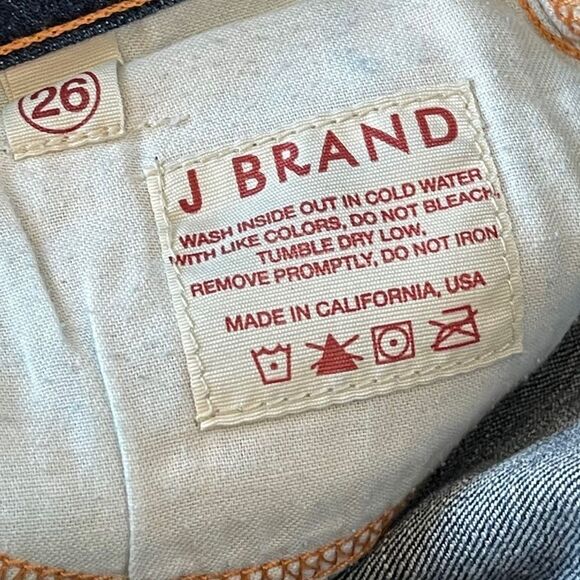 26
J BRAND
WASH INSIDE OUT IN COLD WATER
WITH LIKE COLORS, DO NOT BLEACH,
TUMBLE DRY LOW,
REMOVE PROMPTLY, DO NOT IRON
MADE IN CALIFORNIA, USA